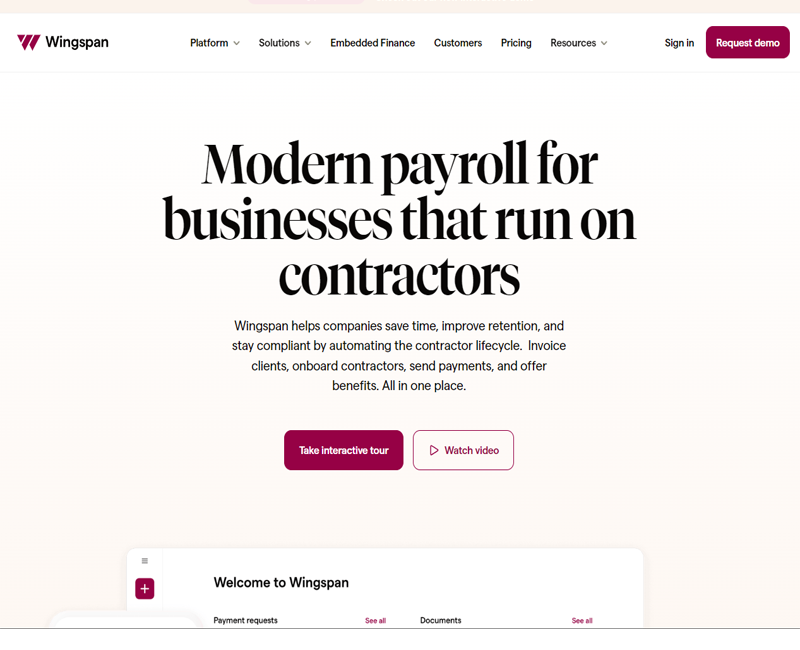 Wingspan
Platform
Solutions
Embedded Finance
Customers
Pricing
Resources
Sign in
Request demo
Modern payroll for
businesses that run on
contractors
Wingspan helps companies save time, improve retention, and
stay compliant by automating the contractor lifecycle.  Invoice
clients, onboard contractors, send payments, and offer
benefits. All in one place.
Take interactive tour
Watch video
Welcome to Wingspan
Payment requests
See all
Documents
See all